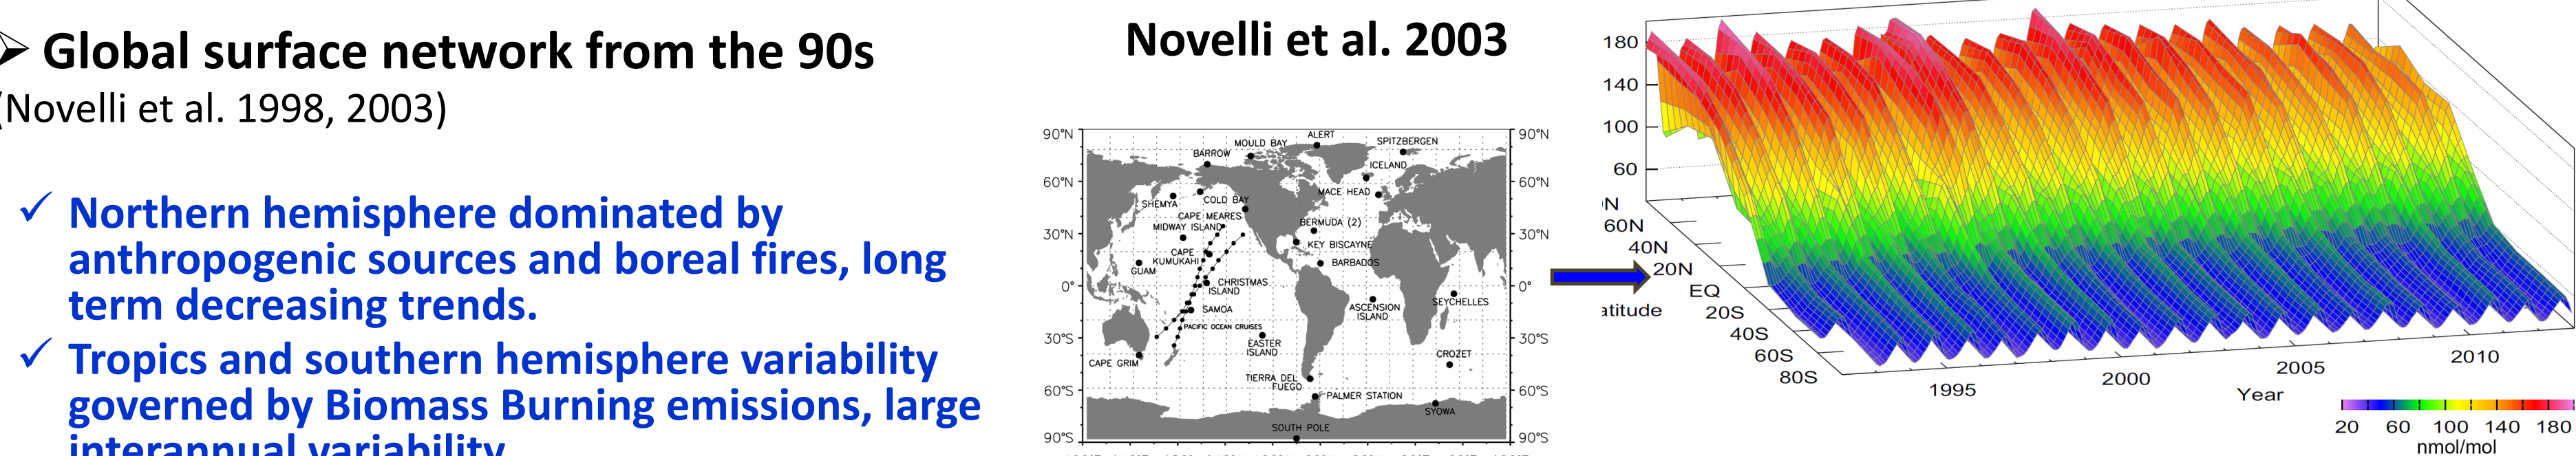 ➢ Global surface network from the 90s
(Novelli et al. 1998, 2003)
✓ Northern hemisphere dominated by
anthropogenic sources and boreal fires, long
term decreasing trends.
✓ Tropics and southern hemisphere variability
governed by Biomass Burning emissions, large
interannual variability
Novelli et al. 2003
90°N
60°N
30°N
0°
30°S
60°S
90°S
ALERT
MOULD BAY
SPITZBERGEN
BARROW
ICELAND
MACE HEAD
SHEMYA
COLD BAY
CAPE MEARES
BERMUDA (2)
MIDWAY ISLAND
KEY BISCAYNE
CAPE
KUMUKAHI
BARBADOS
GUAM
CHRISTMAS
ISLAND
SEYCHELLES
ASCENSION
ISLAND
SAMOA
PACIFIC OCEAN CRUISES
EASTER
ISLAND
CROZET
CAPE GRIM
TIERRA DEL
FUEGO
PALMER STATION
SYOWA
SOUTH POLE
90°N
60°N
30°N
0°
30°S
60°S
90°S
180
140
100
60
N
60N
40N
20N
EQ
20S
40S
60S
80S
atitude
1995
2000
2005
2010
Year
20 60 100 140 180
nmol/mol